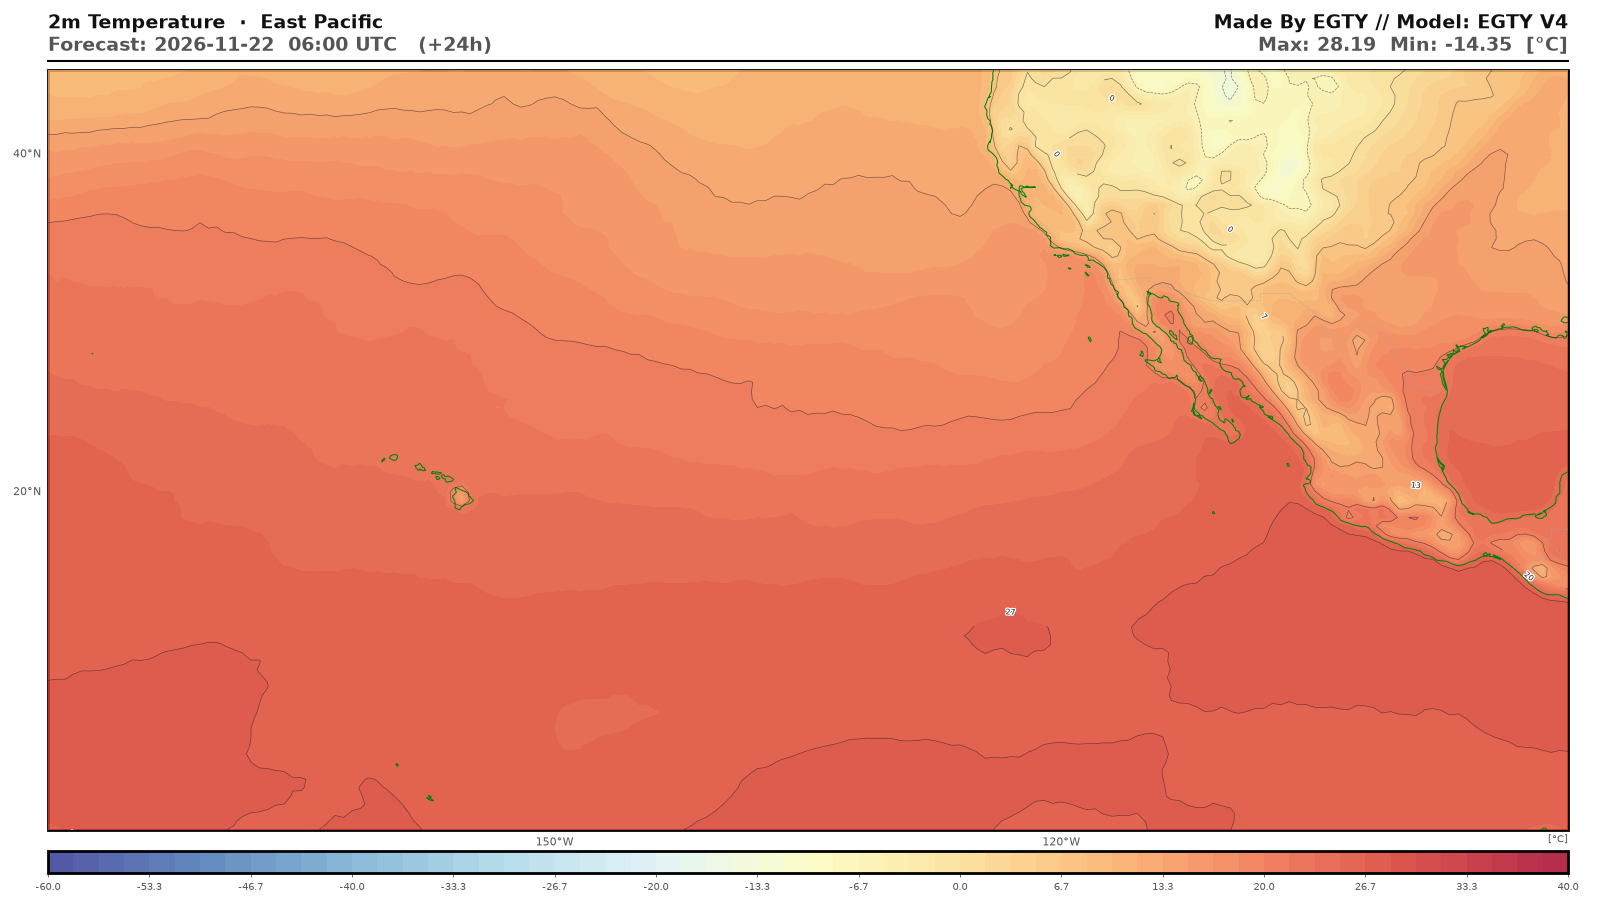 2m Temperature · East Pacific
Made By EGTY // Model: EGTY V4
Forecast: 2026-11-22 06:00 UTC (+24h)
Max: 28.19 Min: -14.35 [°C]
0
40°N
0
0
7
20°N
13
20
27
150°W
120°W
[°C]
-60.0
-53.3
-46.7
-40.0
-33.3
-26.7
-20.0
-13.3
-6.7
0.0
6.7
13.3
20.0
26.7
33.3
40.0